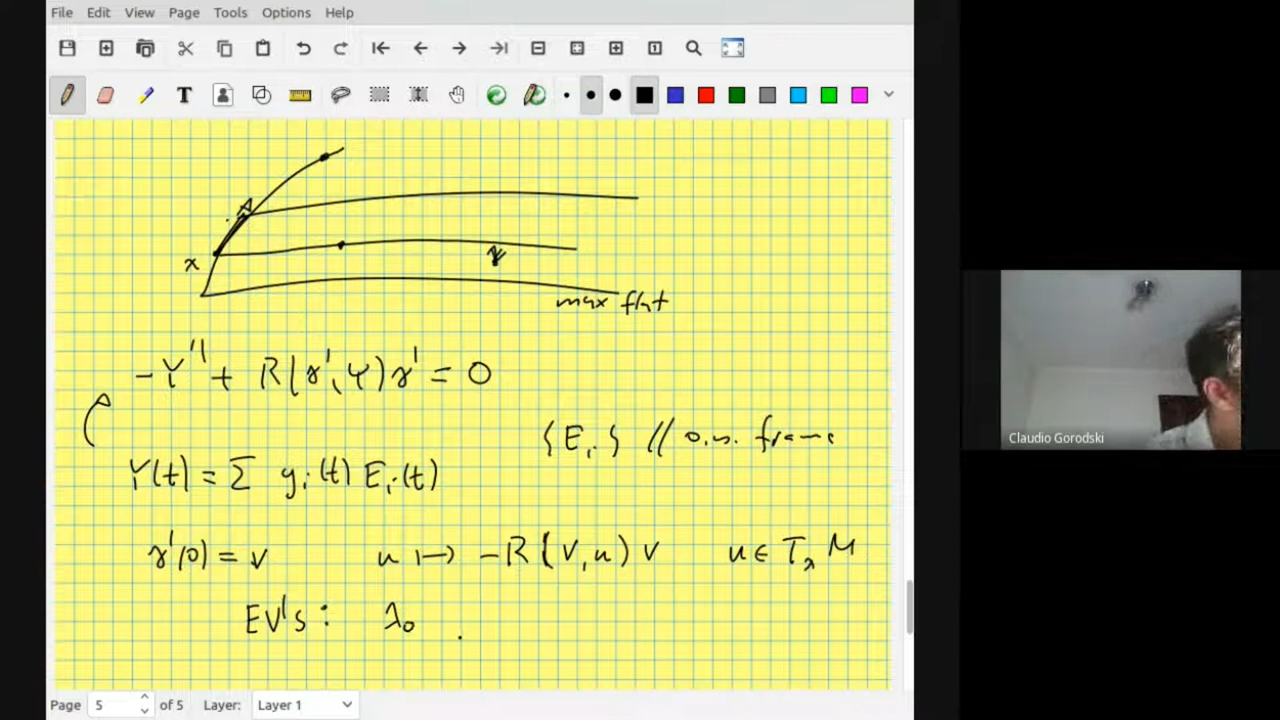 File Edit View Page Tools Options Help
x
max flat
-Y'' + R(γ', Y)γ' = 0
{E_i} // o.n. frame
Y(t) = Σ y_i(t) E_i(t)
γ'(0) = v u ↦ -R(v,u)v u ∈ T_x M
EV's: λ_0
Claudio Gorodski
Page 5 of 5 Layer: Layer 1